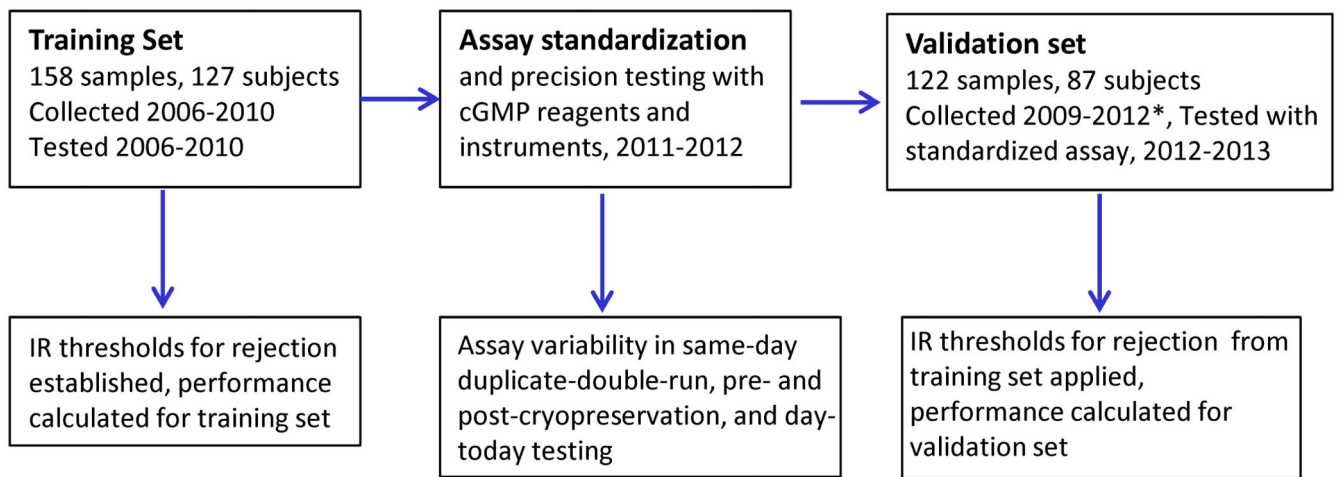 Training Set
158 samples, 127 subjects
Collected 2006-2010
Tested 2006-2010
Assay standardization
and precision testing with
cGMP reagents and
instruments, 2011-2012
Validation set
122 samples, 87 subjects
Collected 2009-2012*, Tested with
standardized assay, 2012-2013
IR thresholds for rejection
established, performance
calculated for training set
Assay variability in same-day
duplicate-double-run, pre- and
post-cryopreservation, and day-
today testing
IR thresholds for rejection from
training set applied,
performance calculated for
validation set